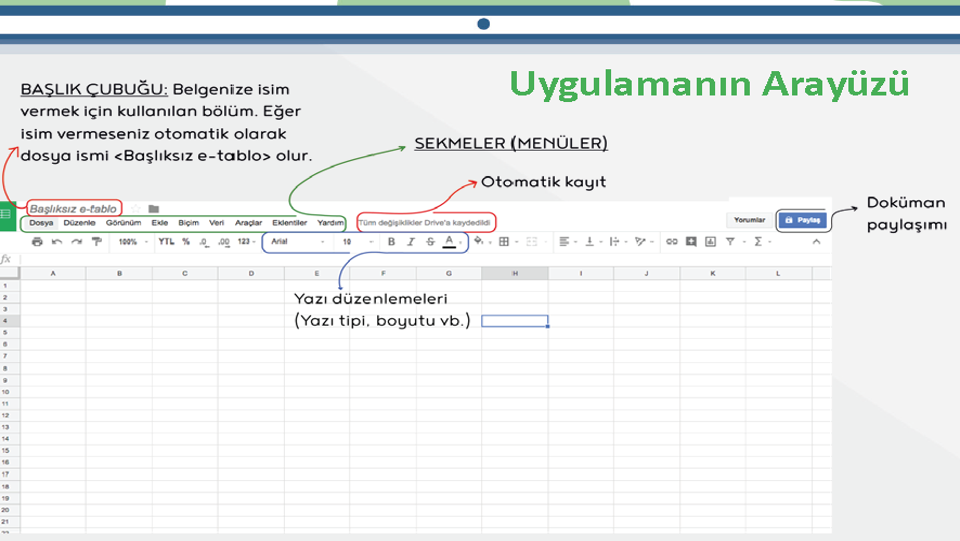 Uygulamanın Arayüzü
BAŞLIK ÇUBUĞU: Belgenize isim
vermek için kullanılan bölüm. Eğer
isim vermeseniz otomatik olarak
dosya ismi <Başlıksız e-tablo> olur.
SEKMELER (MENÜLER)
Otomatik kayıt
Doküman
paylaşımı
Başlıksız e-tablo
Dosya Düzenle Görünüm Ekle Biçim Veri Araçlar Eklentiler Yardım Tüm değişiklikler Drive'a kaydedildi
Yorumlar Paylaş
100% YTL % .0 .00 123 Arial 10 B I S A
fx
A B C D E F G H I J K L
1
2
3
4
5
6
7
8
9
10
11
12
13
14
15
16
17
18
19
20
21
Yazı düzenlemeleri
(Yazı tipi, boyutu vb.)